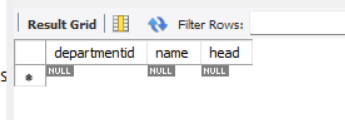 Result Grid Filter Rows:
departmentid name head
NULL NULL NULL
S